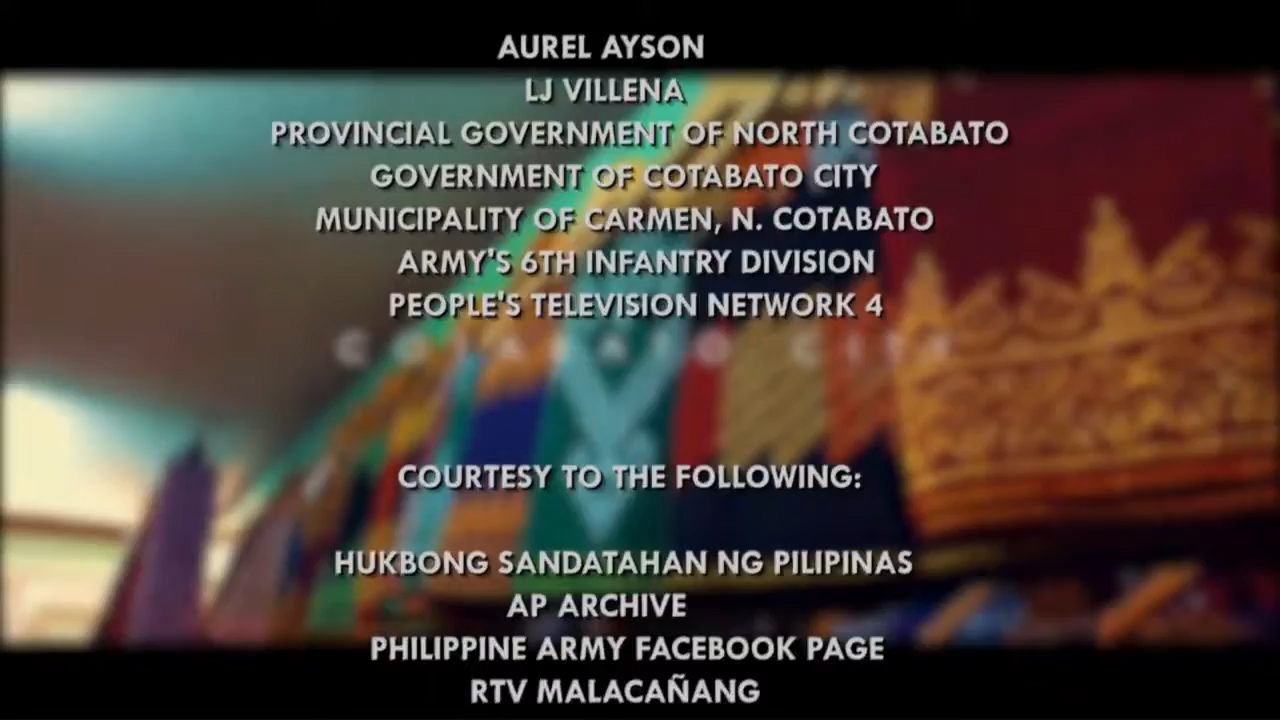 AUREL AYSON
LJ VILLENA
PROVINCIAL GOVERNMENT OF NORTH COTABATO
GOVERNMENT OF COTABATO CITY
MUNICIPALITY OF CARMEN, N. COTABATO
ARMY'S 6TH INFANTRY DIVISION
PEOPLE'S TELEVISION NETWORK 4
COTABATO CITY
COURTESY TO THE FOLLOWING:
HUKBONG SANDATAHAN NG PILIPINAS
AP ARCHIVE
PHILIPPINE ARMY FACEBOOK PAGE
RTV MALACAÑANG